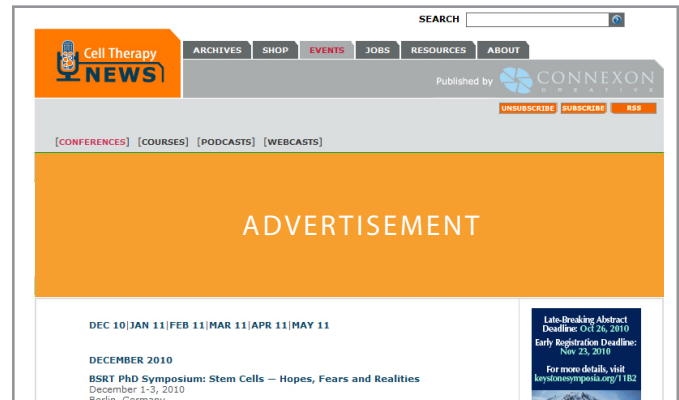 SEARCH
Cell Therapy
NEWS
ARCHIVES SHOP EVENTS JOBS RESOURCES ABOUT
Published by CONNEXON
CREATIVE
UNSUBSCRIBE SUBSCRIBE RSS
[CONFERENCES] [COURSES] [PODCASTS] [WEBCASTS]
ADVERTISEMENT
DEC 10|JAN 11|FEB 11|MAR 11|APR 11|MAY 11
DECEMBER 2010
BSRT PhD Symposium: Stem Cells — Hopes, Fears and Realities
December 1-3, 2010
Berlin, Germany
Late-Breaking Abstract
Deadline: Oct 26, 2010
Early Registration Deadline:
Nov 23, 2010
For more details, visit
keystonesymposia.org/11B2